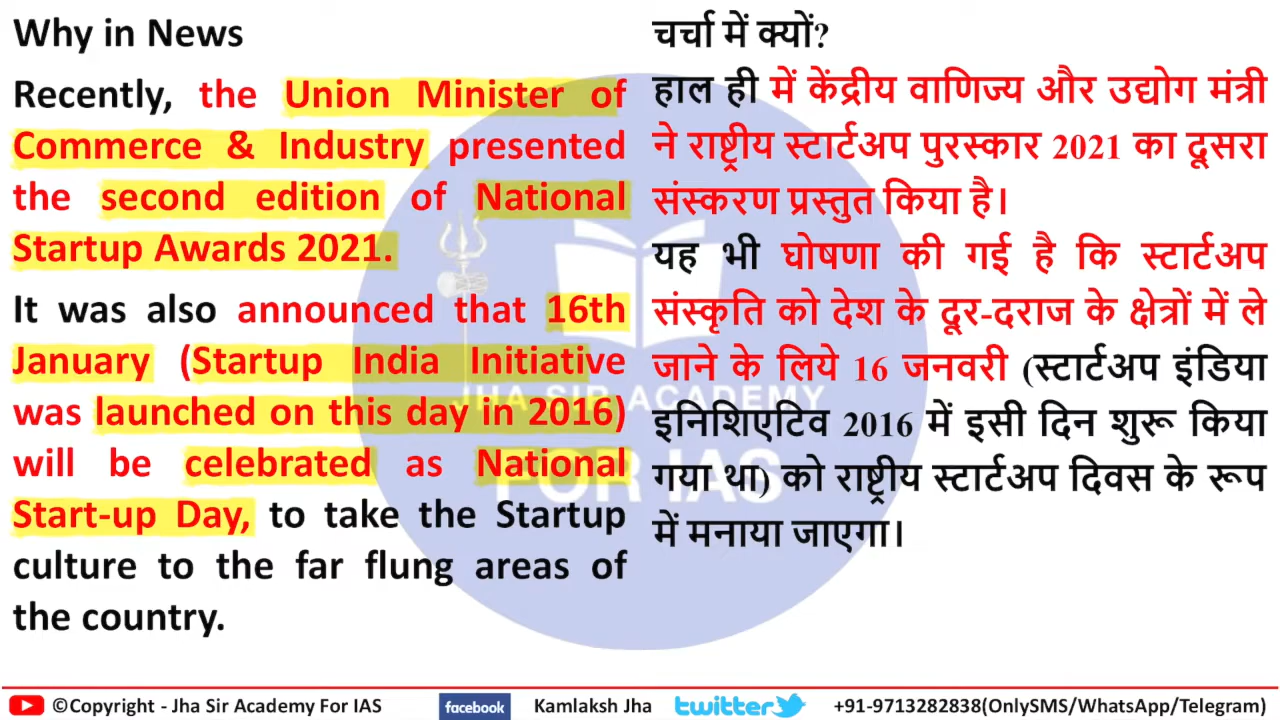 Why in News
Recently, the Union Minister of
Commerce & Industry presented
the second edition of National
Startup Awards 2021.
It was also announced that 16th
January (Startup India Initiative
was launched on this day in 2016)
will be celebrated as National
Start-up Day, to take the Startup
culture to the far flung areas of
the country.
चर्चा में क्यों?
हाल ही में केंद्रीय वाणिज्य और उद्योग मंत्री
ने राष्ट्रीय स्टार्टअप पुरस्कार 2021 का दूसरा
संस्करण प्रस्तुत किया है।
यह भी घोषणा की गई है कि स्टार्टअप
संस्कृति को देश के दूर-दराज के क्षेत्रों में ले
जाने के लिये 16 जनवरी (स्टार्टअप इंडिया
इनिशिएटिव 2016 में इसी दिन शुरू किया
गया था) को राष्ट्रीय स्टार्टअप दिवस के रूप
में मनाया जाएगा।
JHA SIR ACADEMY
FOR IAS
©Copyright - Jha Sir Academy For IAS facebook Kamlaksh Jha twitter +91-9713282838(OnlySMS/WhatsApp/Telegram)